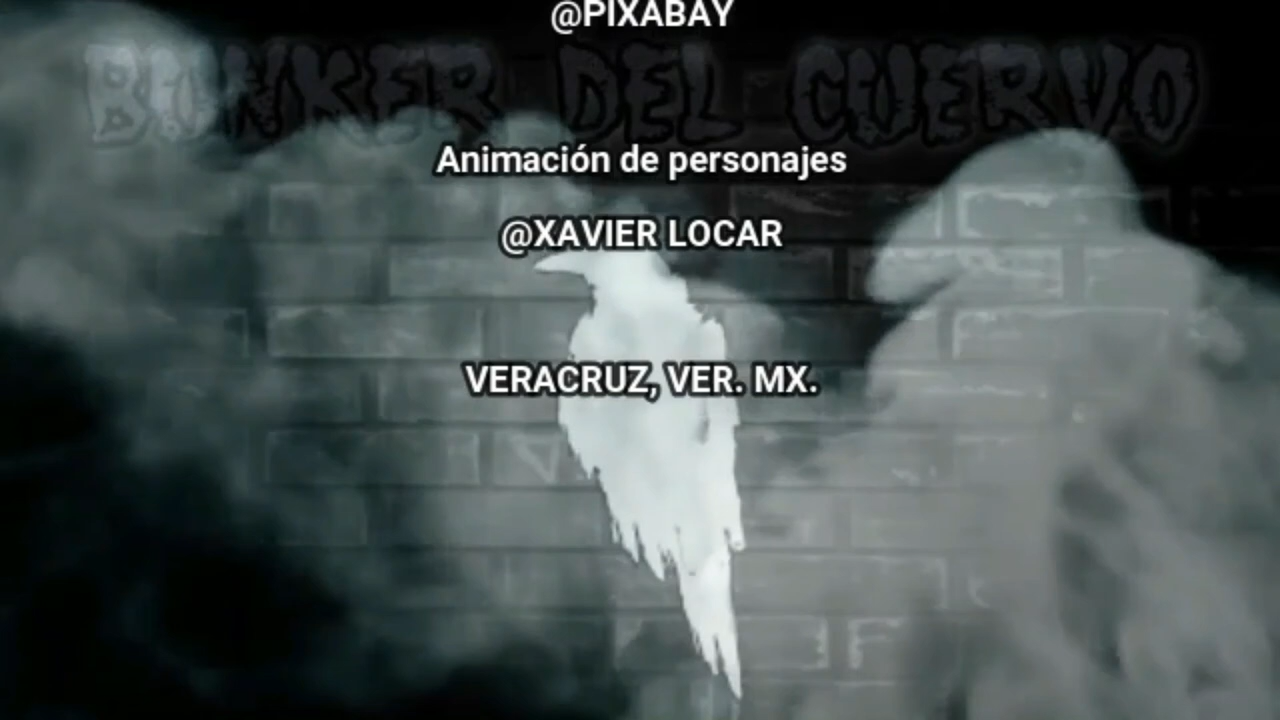 @PIXABAY
BUNKER DEL CUERVO
Animación de personajes
@XAVIER LOCAR
VERACRUZ, VER. MX.